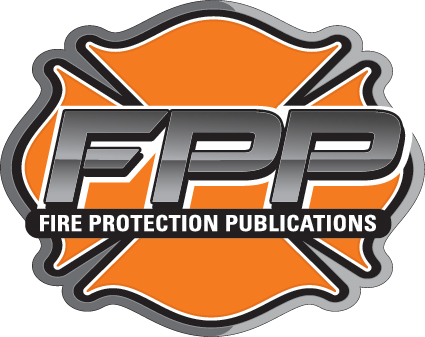 FPP
FIRE PROTECTION PUBLICATIONS